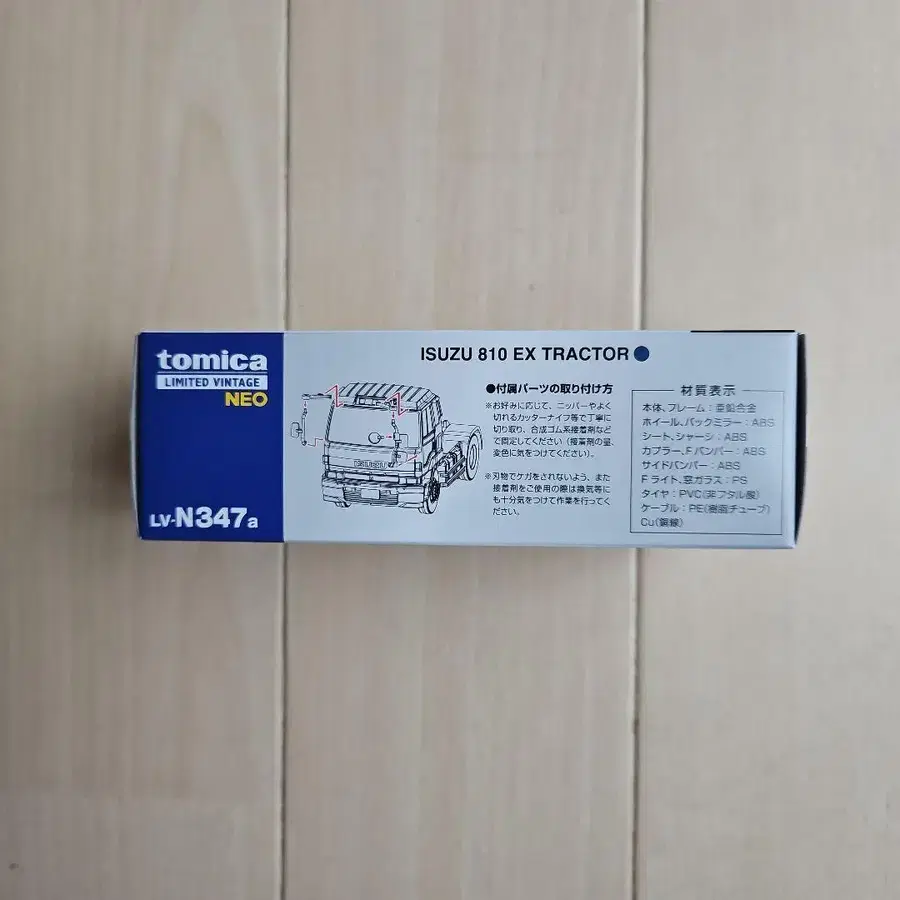 tomica
LIMITED VINTAGE
NEO
LV-N347a
ISUZU 810 EX TRACTOR
●付属パーツの取り付け方
※お好みに応じて、ニッパーやよく
切れるカッターナイフ等で丁寧に
切り取り、合成ゴム系接着剤など
で固定してください（接着剤の量、
変色に気をつけてください）。
※刃物でケガをされないよう、また
接着剤をご使用の際は換気等に
も十分気をつけて作業を行ってく
ださい。
ISUZU
材質表示
本体、フレーム：亜鉛合金
ホイール、バックミラー：ABS
シート、シャーシ：ABS
カプラー、Fバンパー：ABS
サイドバンパー：ABS
Fライト、窓ガラス：PS
タイヤ：PVC(非フタル酸)
ケーブル：PE(樹脂チューブ)
Cu(銅線)